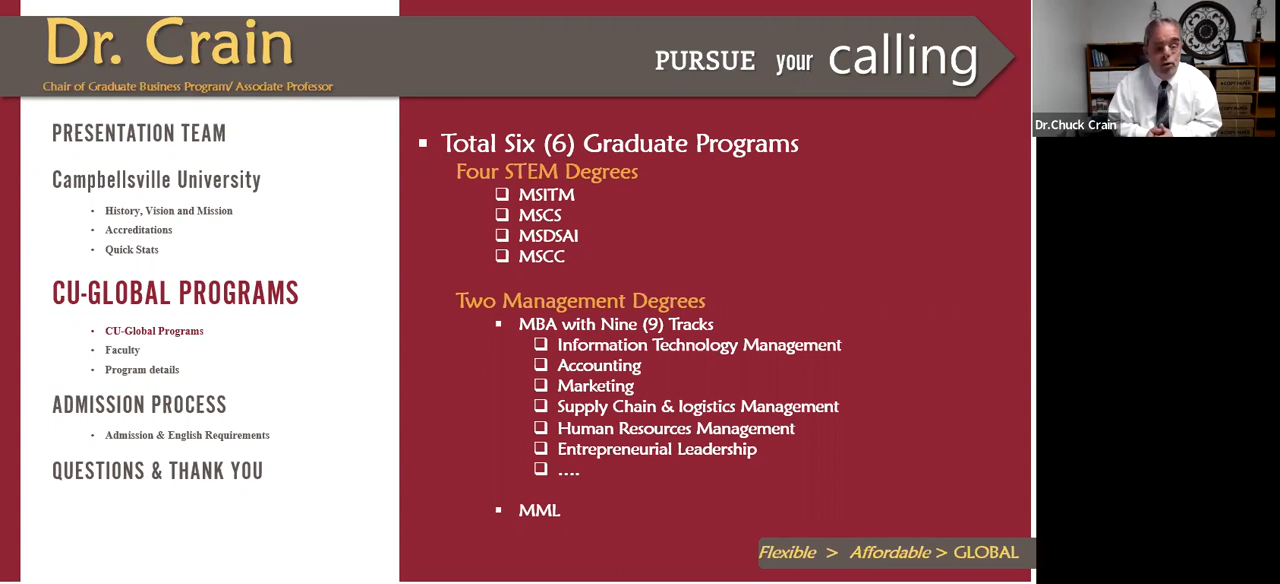 Dr. Crain
Chair of Graduate Business Program/ Associate Professor
PURSUE your calling
PRESENTATION TEAM
Campbellsville University
• History, Vision and Mission
• Accreditations
• Quick Stats
CU-GLOBAL PROGRAMS
• CU-Global Programs
• Faculty
• Program details
ADMISSION PROCESS
• Admission & English Requirements
QUESTIONS & THANK YOU
▪ Total Six (6) Graduate Programs
Four STEM Degrees
❑ MSITM
❑ MSCS
❑ MSDSAI
❑ MSCC
Two Management Degrees
▪ MBA with Nine (9) Tracks
❑ Information Technology Management
❑ Accounting
❑ Marketing
❑ Supply Chain & logistics Management
❑ Human Resources Management
❑ Entrepreneurial Leadership
❑ ....
▪ MML
Flexible > Affordable > GLOBAL
Dr.Chuck Crain